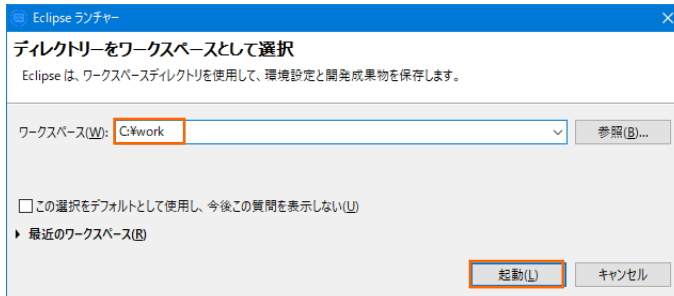 Eclipse ランチャー
ディレクトリーをワークスペースとして選択
Eclipse は、ワークスペースディレクトリを使用して、環境設定と開発成果物を保存します。
ワークスペース(W): C:¥work 参照(B)...
この選択をデフォルトとして使用し、今後この質問を表示しない(U)
最近のワークスペース(R)
起動(L) キャンセル